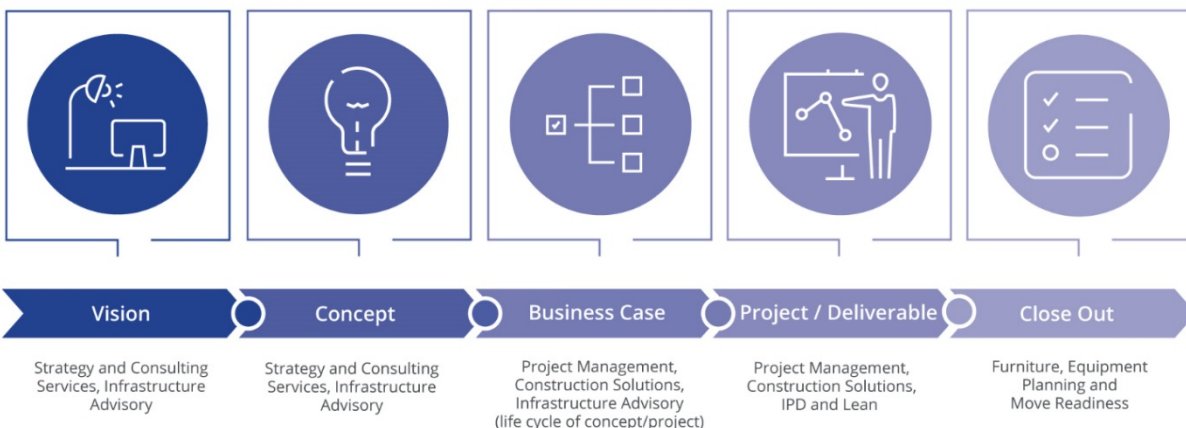 Vision
Concept
Business Case
Project / Deliverable
Close Out
Strategy and Consulting
Services, Infrastructure
Advisory
Strategy and Consulting
Services, Infrastructure
Advisory
Project Management,
Construction Solutions,
Infrastructure Advisory
(life cycle of concept/project)
Project Management,
Construction Solutions,
IPD and Lean
Furniture, Equipment
Planning and
Move Readiness